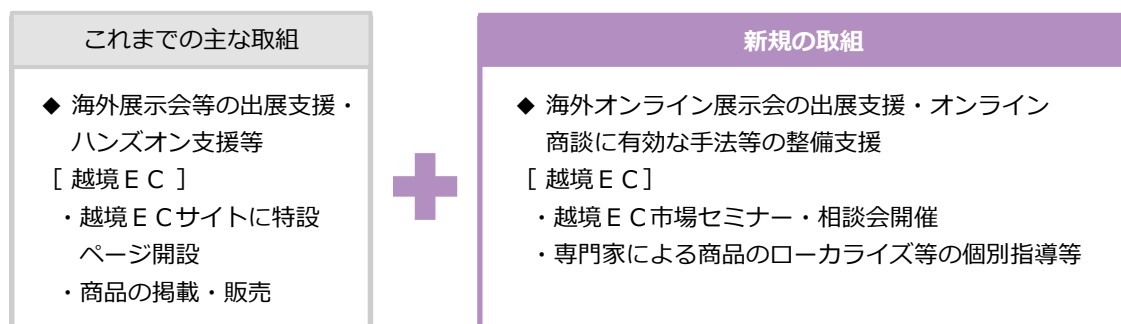 これまでの主な取組
◆ 海外展示会等の出展支援・
ハンズオン支援等
［ 越境ＥＣ ］
・越境ＥＣサイトに特設
ページ開設
・商品の掲載・販売
新規の取組
◆ 海外オンライン展示会の出展支援・オンライン
商談に有効な手法等の整備支援
［ 越境ＥＣ］
・越境ＥＣ市場セミナー・相談会開催
・専門家による商品のローカライズ等の個別指導等